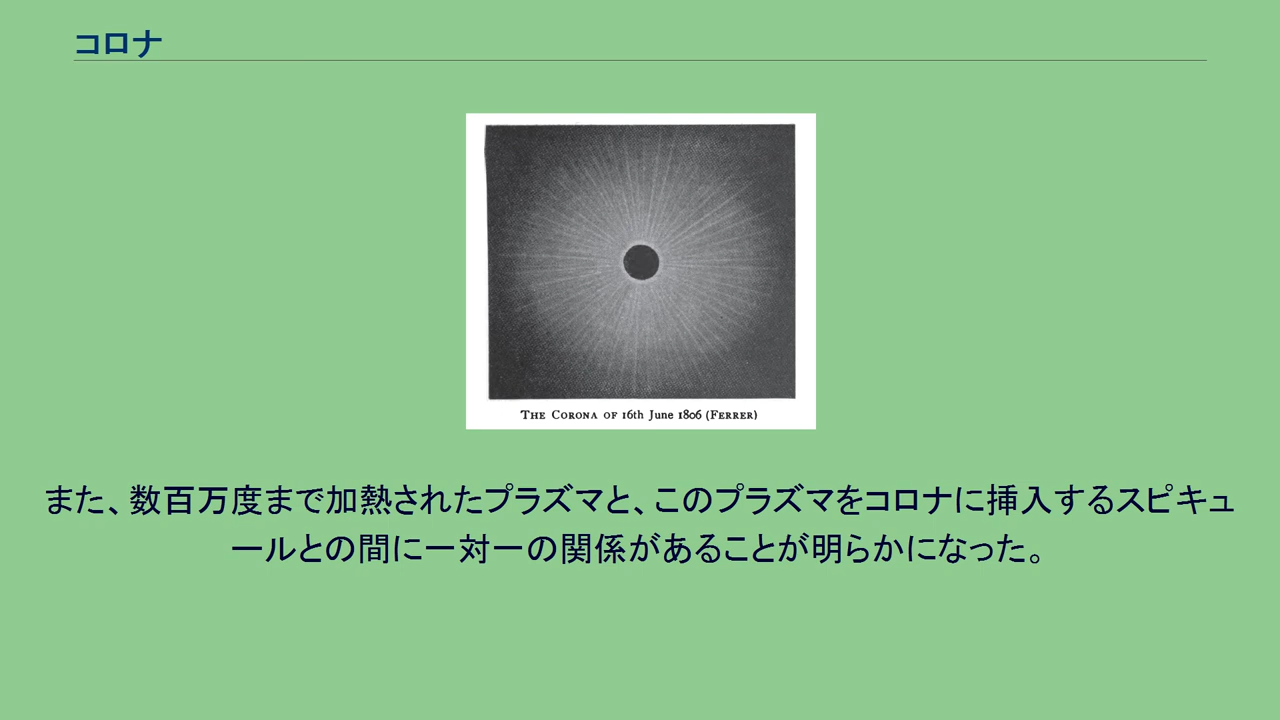 コロナ
THE CORONA OF 16th June 1806 (FERRER)
また、数百万度まで加熱されたプラズマと、このプラズマをコロナに挿入するスピキュ
ールとの間に一対一の関係があることが明らかになった。